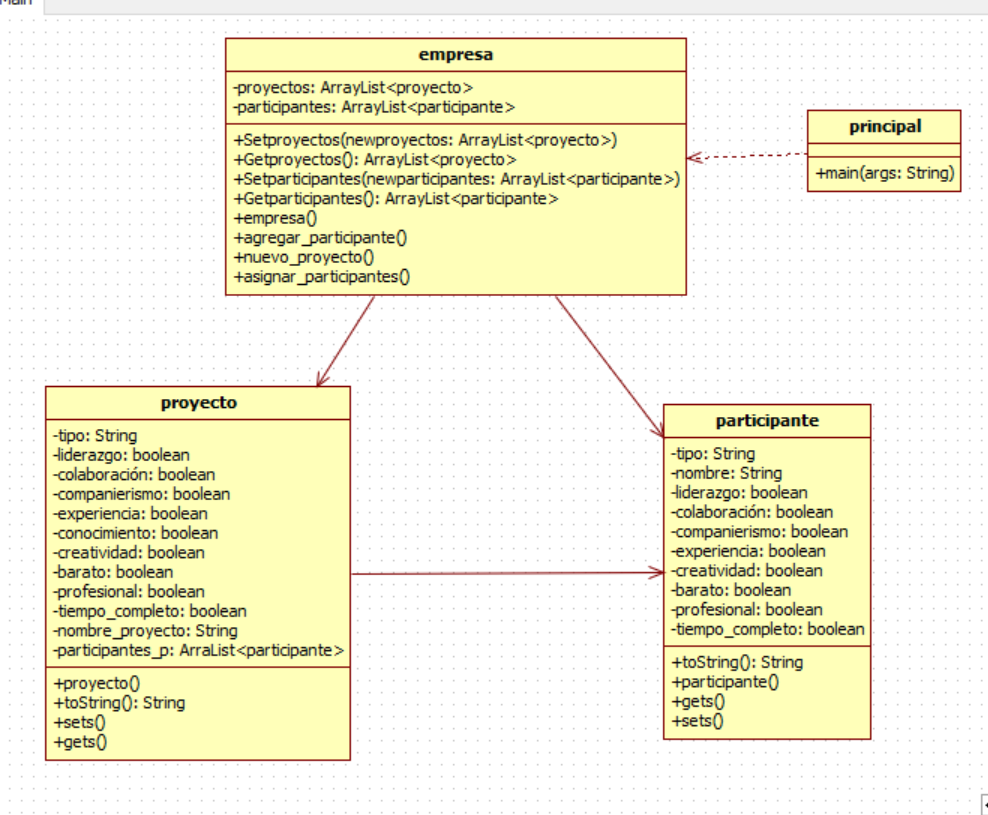 Main
empresa
-proyectos: ArrayList<proyecto>
-participantes: ArrayList<participante>
+Setproyectos(newproyectos: ArrayList<proyecto>)
+Getproyectos(): ArrayList<proyecto>
+Setparticipantes(newparticipantes: ArrayList<participante>)
+Getparticipantes(): ArrayList<participante>
+empresa()
+agregar_participante()
+nuevo_proyecto()
+asignar_participantes()
principal
+main(args: String)
proyecto
-tipo: String
-liderazgo: boolean
-colaboración: boolean
-companierismo: boolean
-experiencia: boolean
-conocimiento: boolean
-creatividad: boolean
-barato: boolean
-profesional: boolean
-tiempo_completo: boolean
-nombre_proyecto: String
-participantes_p: ArraList<participante>
+proyecto()
+toString(): String
+sets()
+gets()
participante
-tipo: String
-nombre: String
-liderazgo: boolean
-colaboración: boolean
-companierismo: boolean
-experiencia: boolean
-creatividad: boolean
-barato: boolean
-profesional: boolean
-tiempo_completo: boolean
+toString(): String
+participante()
+gets()
+sets()